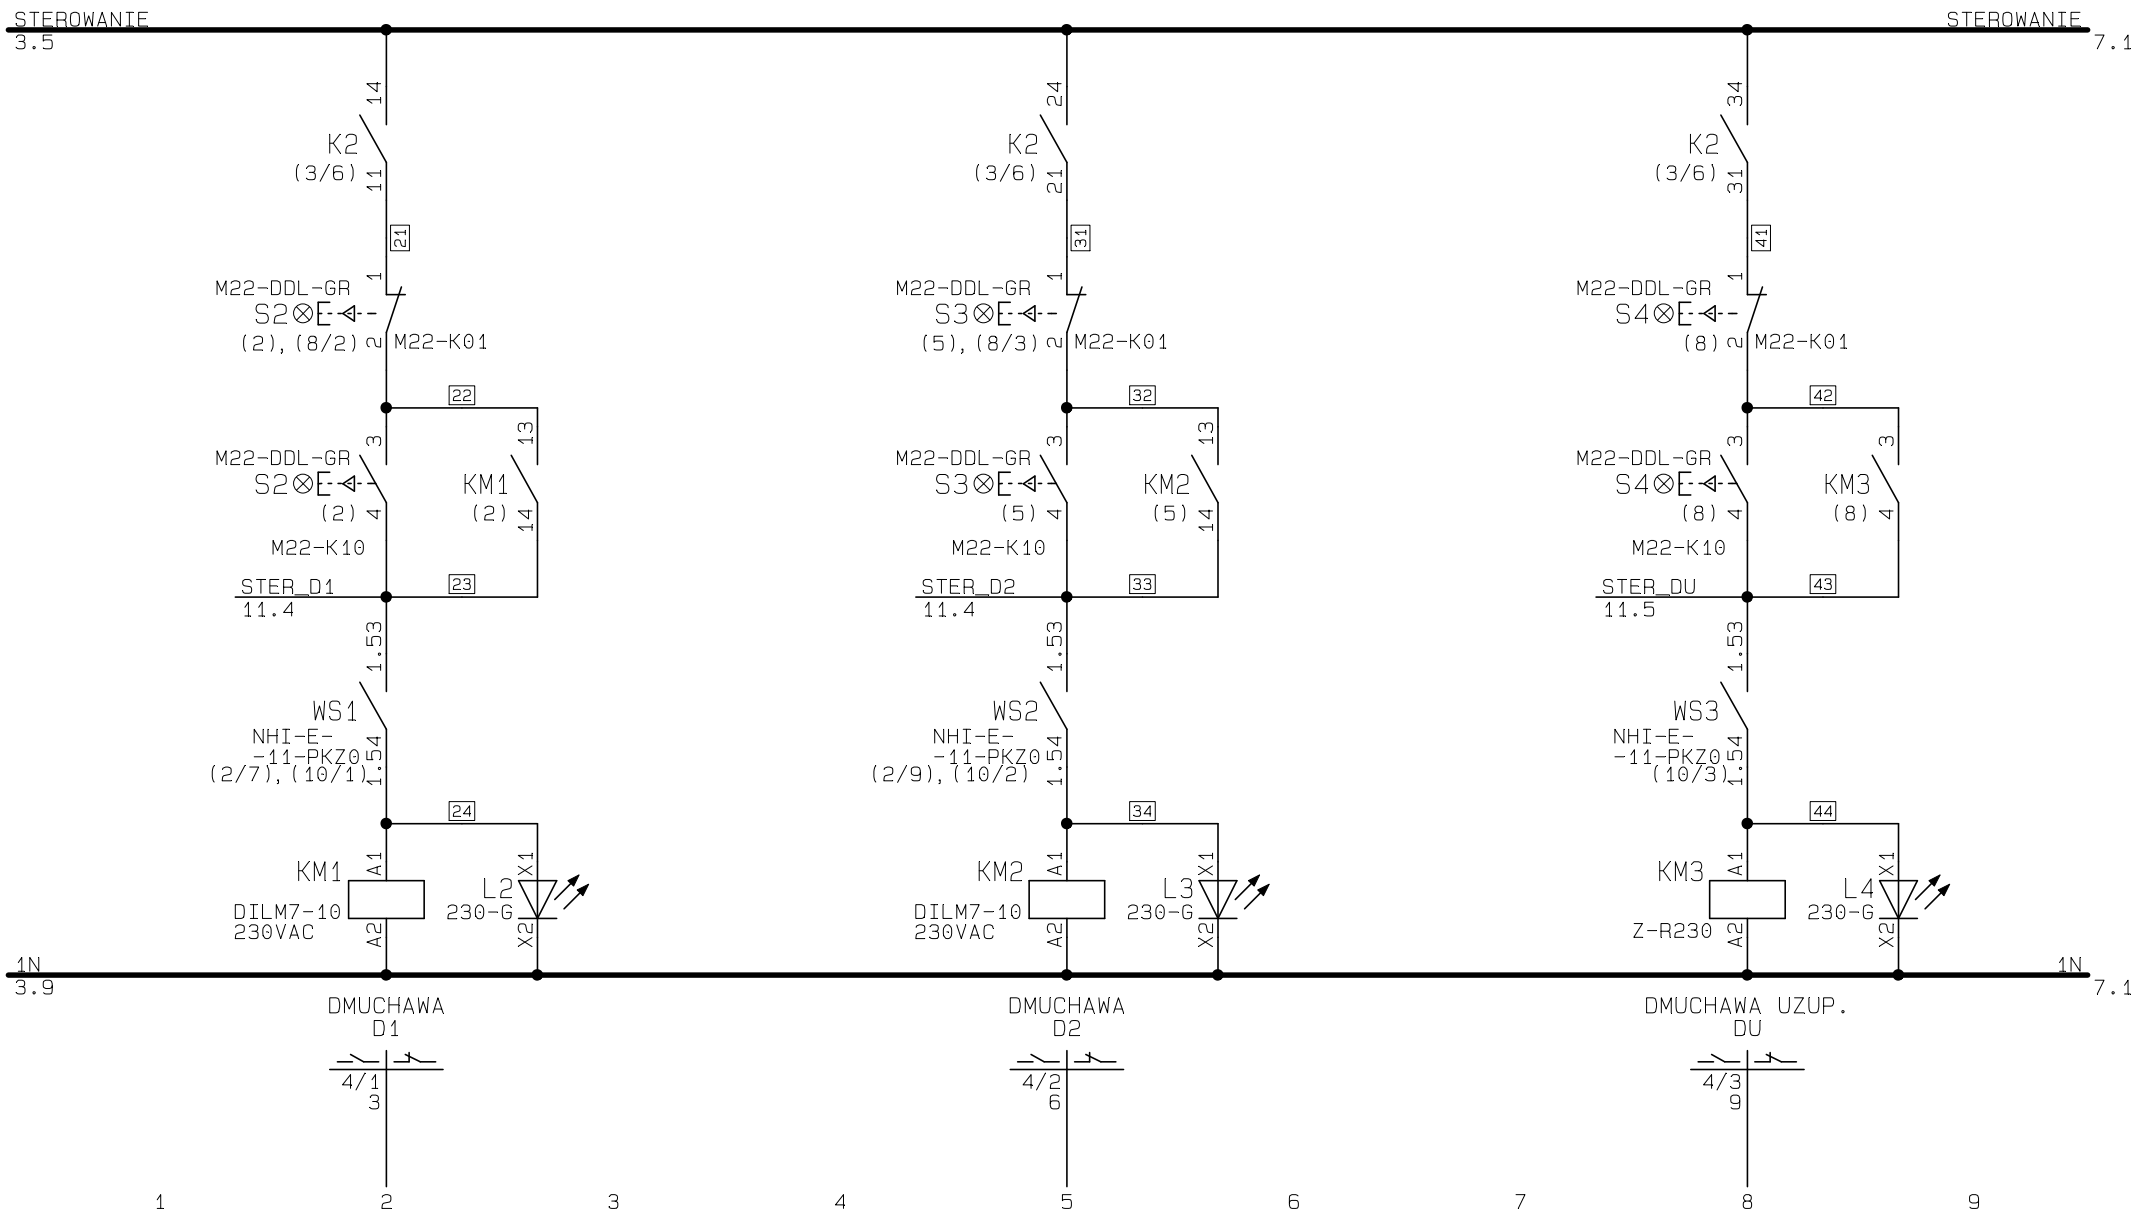 STEROWANIE
3.5
STEROWANIE
7.1
14
K2
(3/6)
11
21
1
M22-DDL-GR
S2
(2),(8/2)
2
M22-K01
22
3
13
M22-DDL-GR
S2
(2)
4
KM1
(2)
14
M22-K10
STER_D1
11.4
23
1.53
WS1
NHI-E-
-11-PKZ0
(2/7),(10/1)
1.54
24
A1
X1
KM1
DILM7-10
230VAC
A2
L2
230-G
X2
24
K2
(3/6)
21
31
1
M22-DDL-GR
S3
(5),(8/3)
2
M22-K01
32
3
13
M22-DDL-GR
S3
(5)
4
KM2
(5)
14
M22-K10
STER_D2
11.4
33
1.53
WS2
NHI-E-
-11-PKZ0
(2/9),(10/2)
1.54
34
A1
X1
KM2
DILM7-10
230VAC
A2
L3
230-G
X2
34
K2
(3/6)
31
41
1
M22-DDL-GR
S4
(8)
2
M22-K01
42
3
3
M22-DDL-GR
S4
(8)
4
KM3
(8)
4
M22-K10
STER_DU
11.5
43
1.53
WS3
NHI-E-
-11-PKZ0
(10/3)
1.54
44
A1
X1
KM3
Z-R230
A2
L4
230-G
X2
1N
3.9
1N
7.1
DMUCHAWA
D1
4/1
3
DMUCHAWA
D2
4/2
6
DMUCHAWA UZUP.
DU
4/3
9
1 2 3 4 5 6 7 8 9